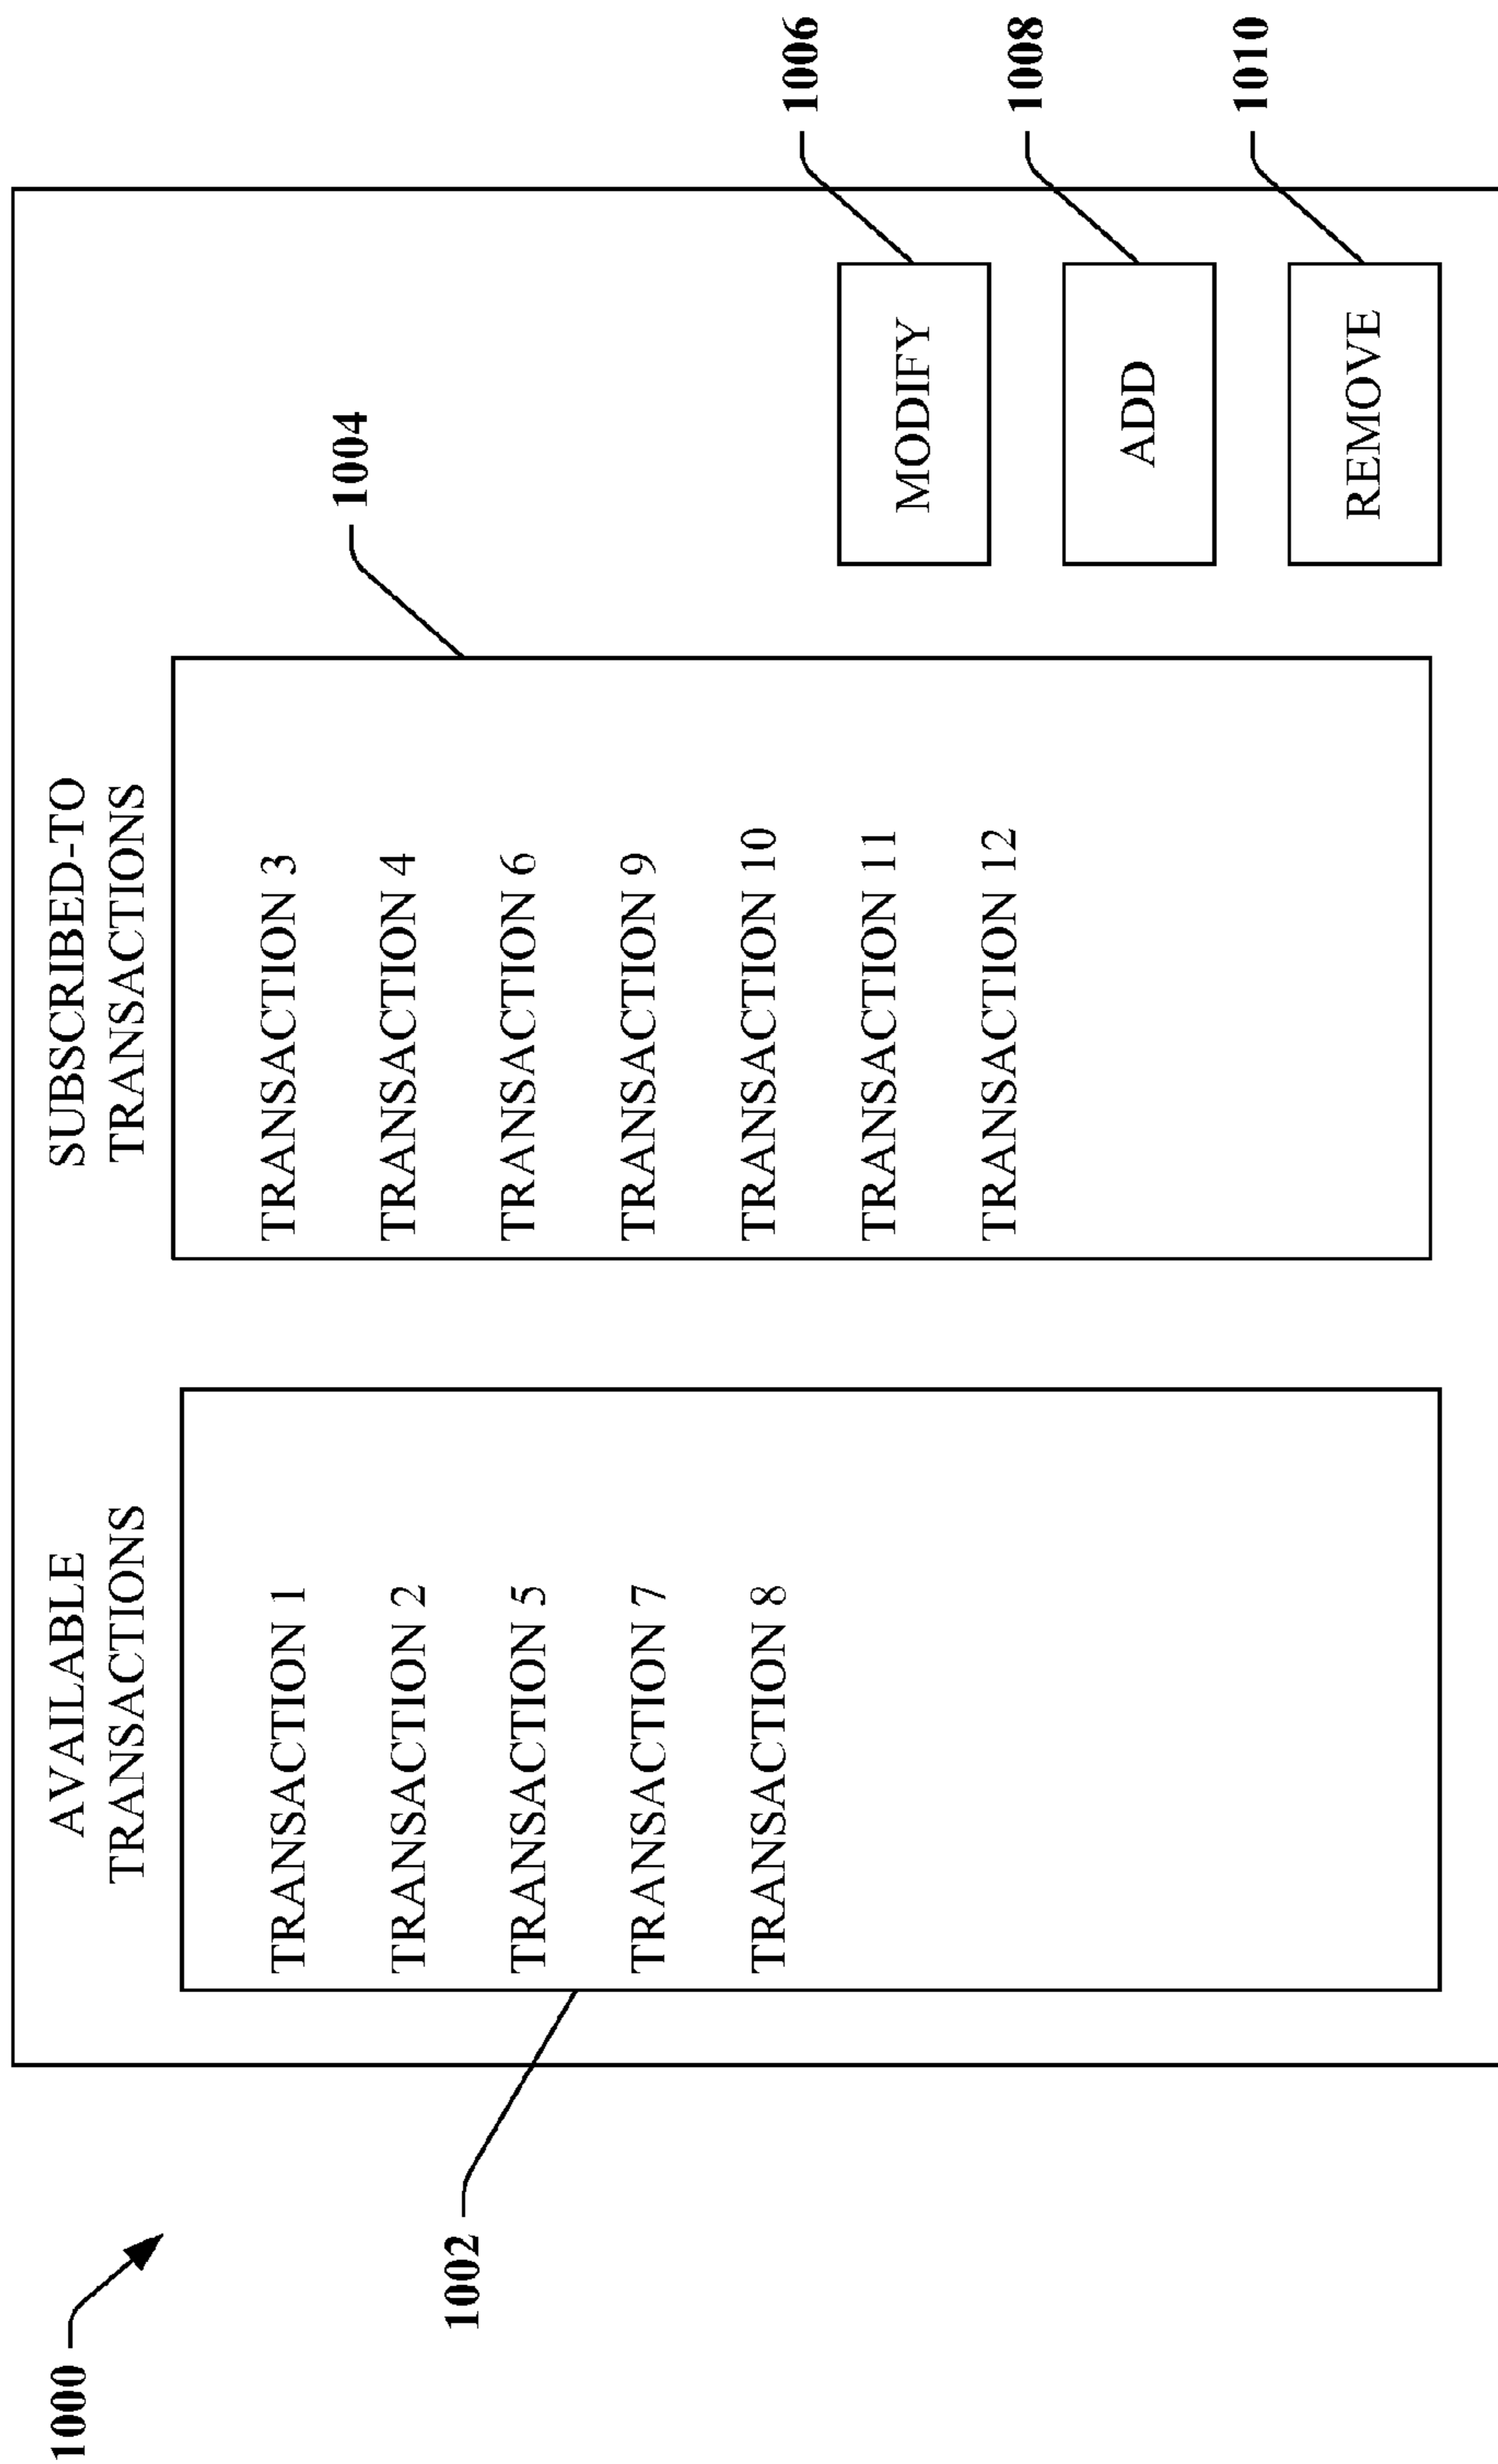 1000
AVAILABLE
TRANSACTIONS
1002
TRANSACTION 1
TRANSACTION 2
TRANSACTION 5
TRANSACTION 7
TRANSACTION 8
SUBSCRIBED-TO
TRANSACTIONS
1004
TRANSACTION 3
TRANSACTION 4
TRANSACTION 6
TRANSACTION 9
TRANSACTION 10
TRANSACTION 11
TRANSACTION 12
MODIFY
1006
ADD
1008
REMOVE
1010